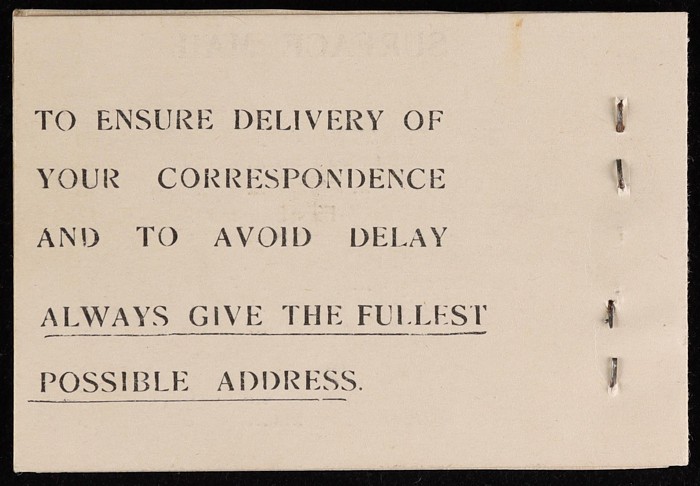 TO ENSURE DELIVERY OF
YOUR CORRESPONDENCE
AND TO AVOID DELAY
ALWAYS GIVE THE FULLEST
POSSIBLE ADDRESS.